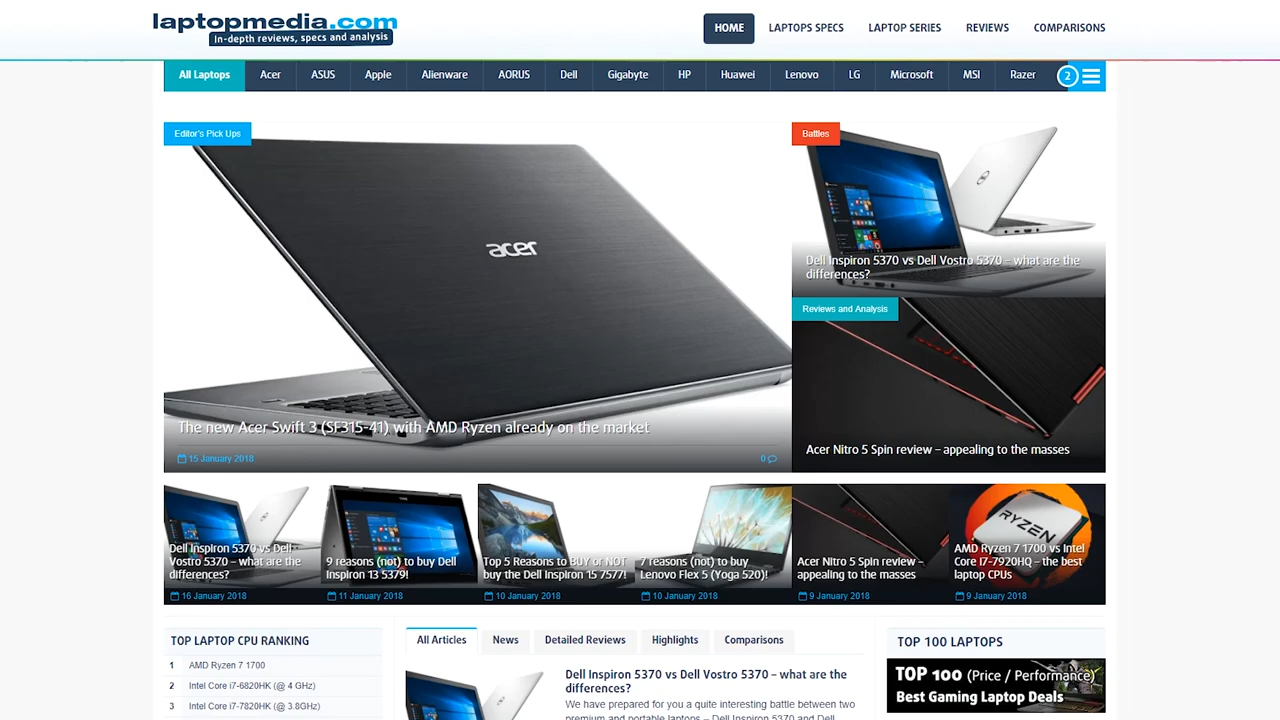 laptopmedia.com
In-depth reviews, specs and analysis
HOME
LAPTOPS SPECS
LAPTOP SERIES
REVIEWS
COMPARISONS
All Laptops
Acer
ASUS
Apple
Alienware
AORUS
Dell
Gigabyte
HP
Huawei
Lenovo
LG
Microsoft
MSI
Razer
2
Editor's Pick Ups
acer
The new Acer Swift 3 (SF315-41) with AMD Ryzen already on the market
15 January 2018
0
Battles
Dell Inspiron 5370 vs Dell Vostro 5370 – what are the
differences?
Reviews and Analysis
Acer Nitro 5 Spin review – appealing to the masses
Dell Inspiron 5370 vs Dell
Vostro 5370 – what are the
differences?
16 January 2018
9 reasons (not) to buy Dell
Inspiron 13 5379!
11 January 2018
Top 5 Reasons to BUY or NOT
buy the Dell Inspiron 15 7577!
10 January 2018
7 reasons (not) to buy
Lenovo Flex 5 (Yoga 520)!
10 January 2018
Acer Nitro 5 Spin review –
appealing to the masses
9 January 2018
RYZEN
AMD Ryzen 7 1700 vs Intel
Core i7-7920HQ – the best
laptop CPUs
9 January 2018
TOP LAPTOP CPU RANKING
1 AMD Ryzen 7 1700
2 Intel Core i7-6820HK (@ 4 GHz)
3 Intel Core i7-7820HK (@ 3.8GHz)
All Articles
News
Detailed Reviews
Highlights
Comparisons
Dell Inspiron 5370 vs Dell Vostro 5370 – what are the
differences?
We have prepared for you a quite interesting battle between two
premium and portable laptops – Dell Inspiron 5370 and Dell
TOP 100 LAPTOPS
TOP 100 (Price / Performance)
Best Gaming Laptop Deals